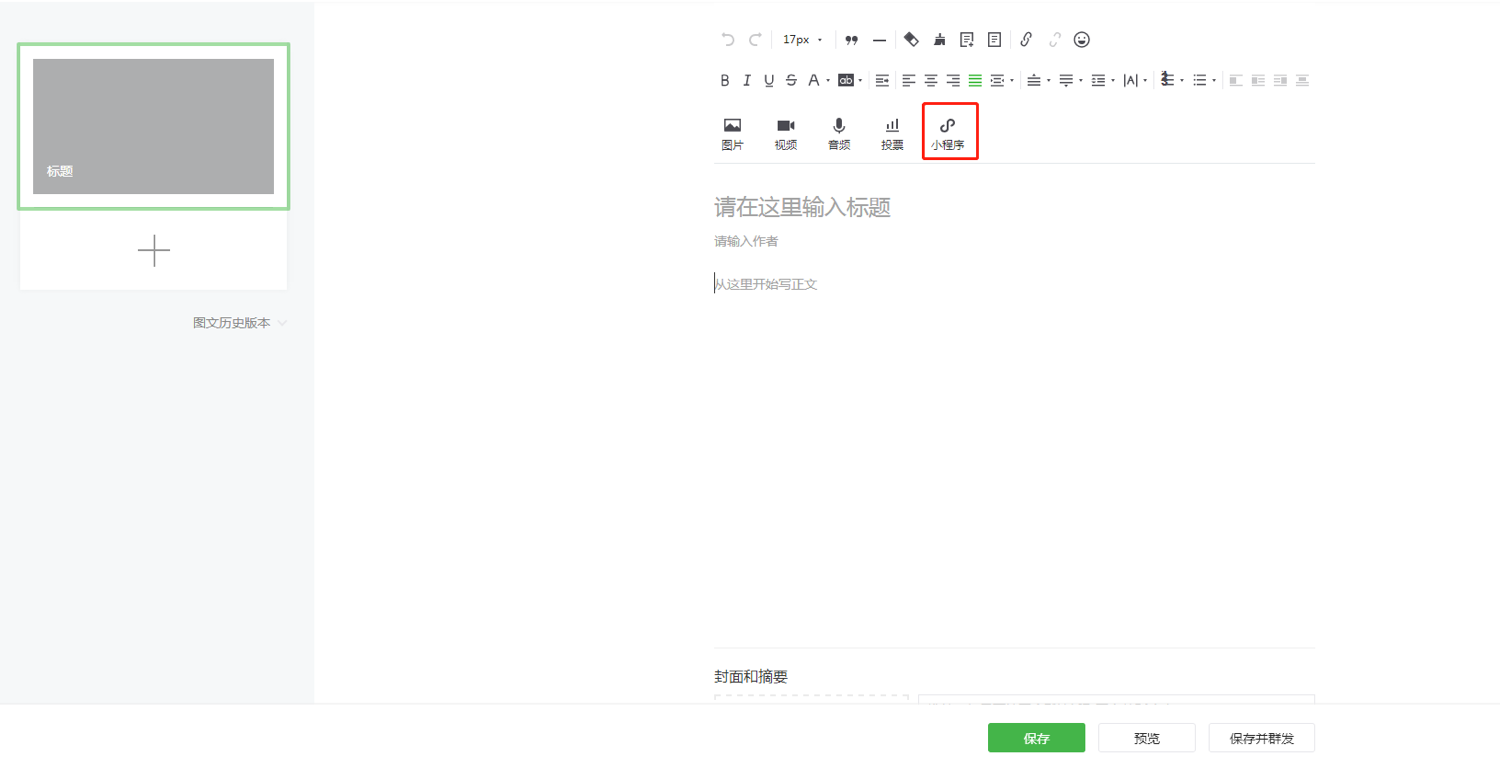 17px
B I U S A ab A
图片 视频 音频 投票 小程序
标题
请在这里输入标题
请输入作者
从这里开始写正文
图文历史版本
封面和摘要
保存 预览 保存并群发